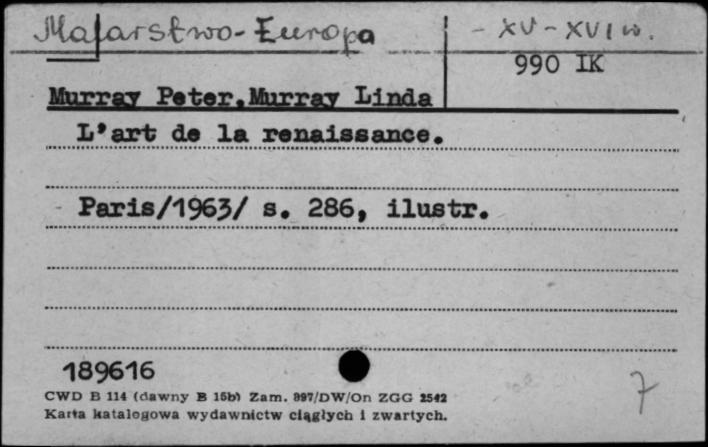 Malarstwo-Europa - XV - XVI w.
990 IK
Murray Peter,Murray Linda
L'art de la renaissance.
Paris/1963/ s. 286, ilustr.
189616
7
CWD B 114 (dawny B 15b) Zam. 997/DW/On ZGG 2542
Karta katalogowa wydawnictw ciągłych i zwartych.